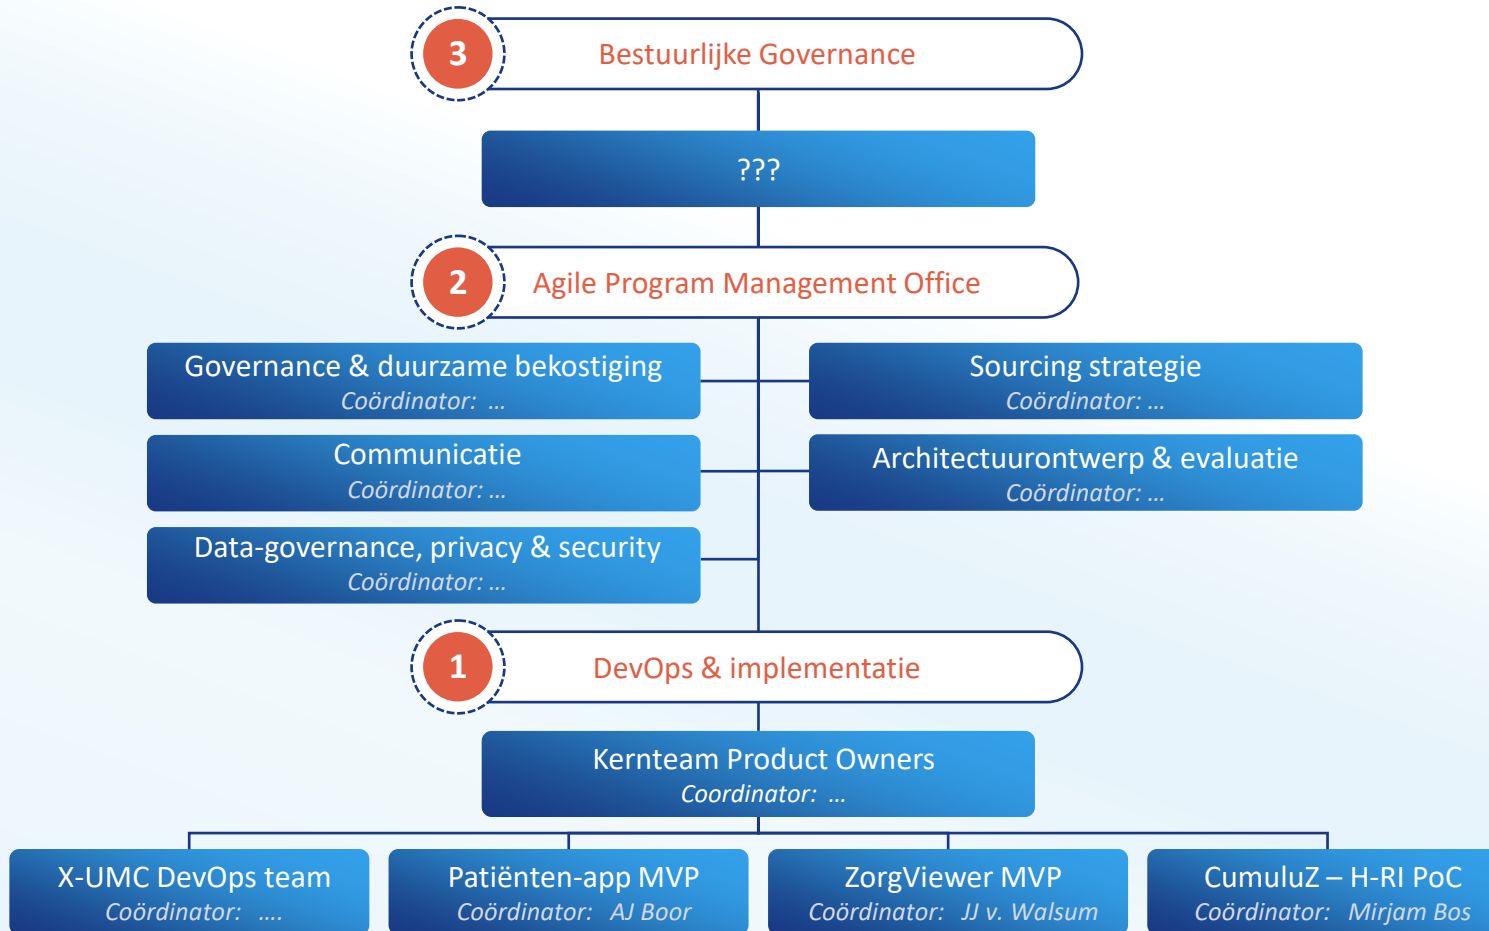 3
Bestuurlijke Governance
???
2
Agile Program Management Office
Governance & duurzame bekostiging
Coördinator: ...
Sourcing strategie
Coördinator: ...
Communicatie
Coördinator: ...
Architectuurontwerp & evaluatie
Coördinator: ...
Data-governance, privacy & security
Coördinator: ...
1
DevOps & implementatie
Kernteam Product Owners
Coordinator: ...
X-UMC DevOps team
Coördinator: ....
Patiënten-app MVP
Coördinator: AJ Boor
ZorgViewer MVP
Coördinator: JJ v. Walsum
CumuluZ – H-RI PoC
Coördinator: Mirjam Bos